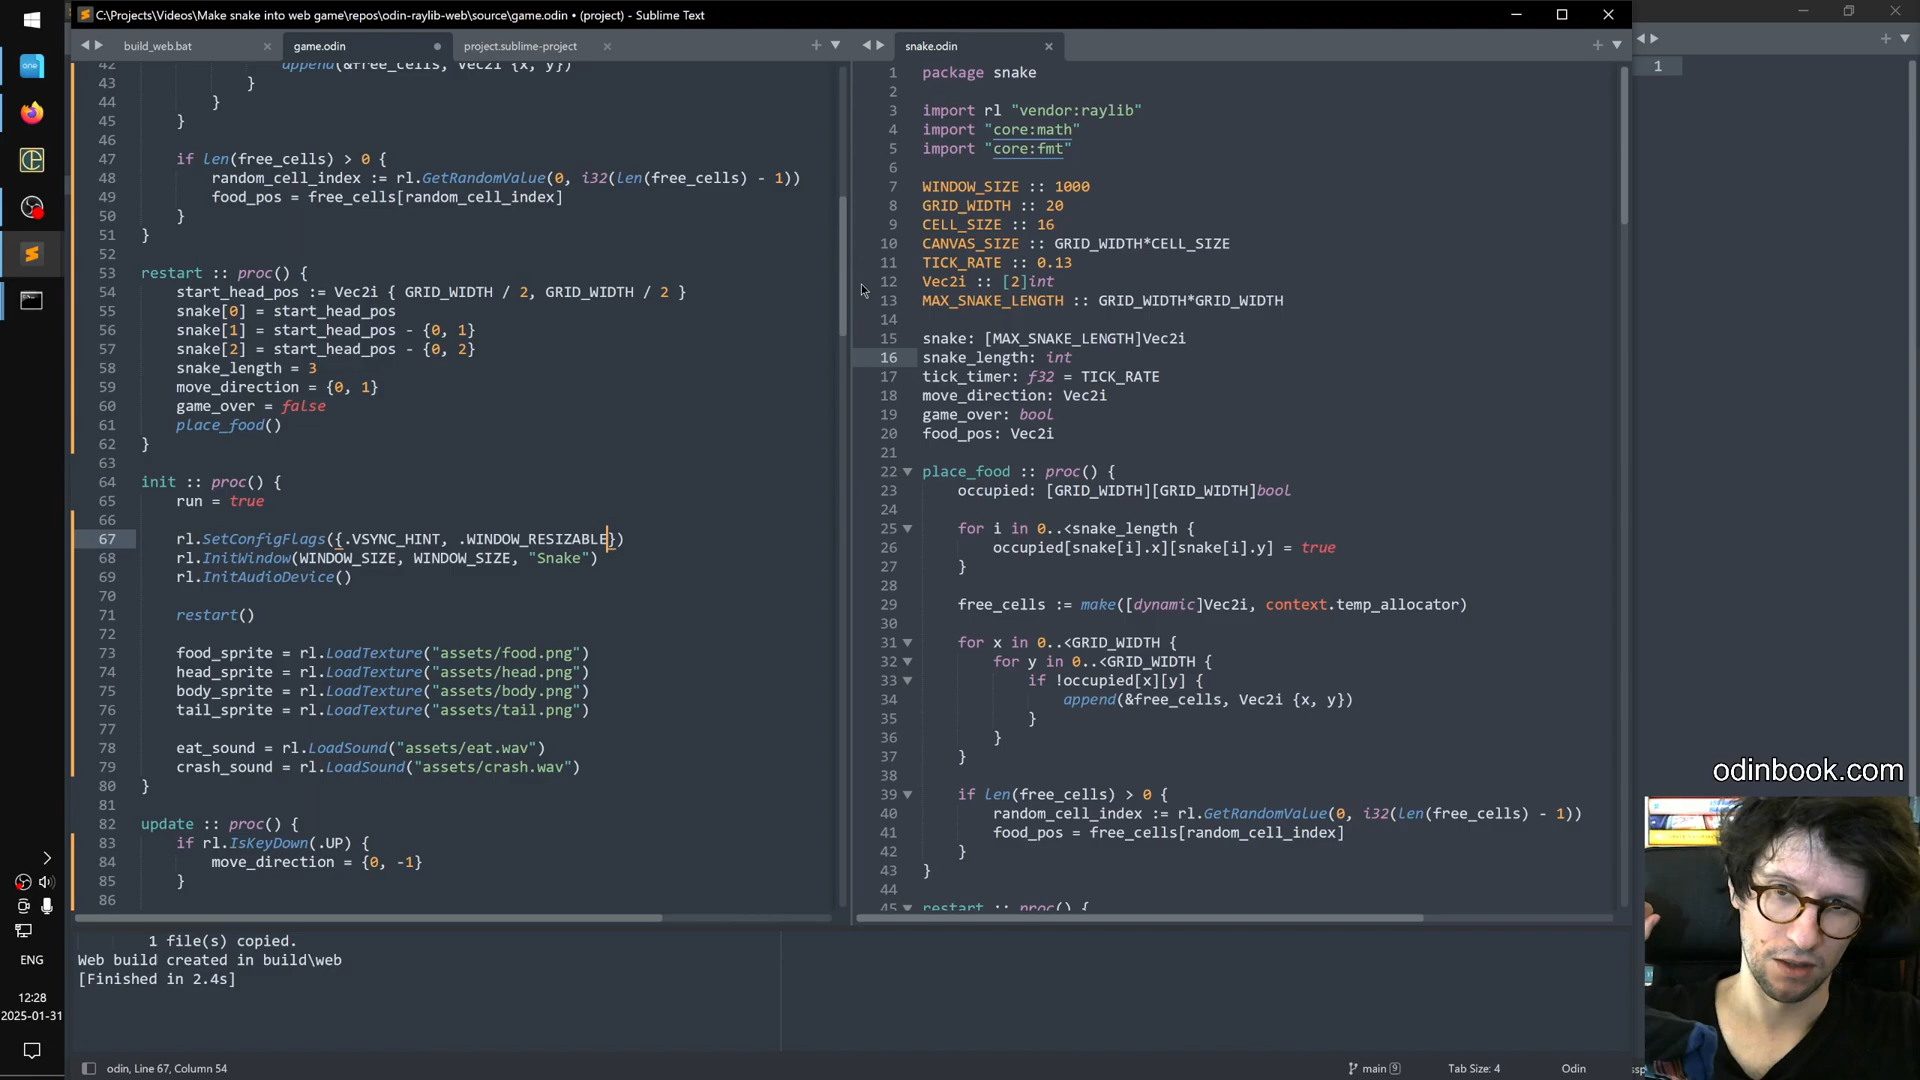 C:\Projects\Videos\Make snake into web game\repos\odin-raylib-web\source\game.odin • (project) - Sublime Text
build_web.bat
game.odin
project.sublime-project
42 append(&free_cells, Vec2i {x, y})
43 }
44 }
45 }
46
47 if len(free_cells) > 0 {
48 random_cell_index := rl.GetRandomValue(0, i32(len(free_cells) - 1))
49 food_pos = free_cells[random_cell_index]
50 }
51 }
52
53 restart :: proc() {
54 start_head_pos := Vec2i { GRID_WIDTH / 2, GRID_WIDTH / 2 }
55 snake[0] = start_head_pos
56 snake[1] = start_head_pos - {0, 1}
57 snake[2] = start_head_pos - {0, 2}
58 snake_length = 3
59 move_direction = {0, 1}
60 game_over = false
61 place_food()
62 }
63
64 init :: proc() {
65 run = true
66
67 rl.SetConfigFlags({.VSYNC_HINT, .WINDOW_RESIZABLE})
68 rl.InitWindow(WINDOW_SIZE, WINDOW_SIZE, "Snake")
69 rl.InitAudioDevice()
70
71 restart()
72
73 food_sprite = rl.LoadTexture("assets/food.png")
74 head_sprite = rl.LoadTexture("assets/head.png")
75 body_sprite = rl.LoadTexture("assets/body.png")
76 tail_sprite = rl.LoadTexture("assets/tail.png")
77
78 eat_sound = rl.LoadSound("assets/eat.wav")
79 crash_sound = rl.LoadSound("assets/crash.wav")
80 }
81
82 update :: proc() {
83 if rl.IsKeyDown(.UP) {
84 move_direction = {0, -1}
85 }
86
snake.odin
1 package snake
2
3 import rl "vendor:raylib"
4 import "core:math"
5 import "core:fmt"
6
7 WINDOW_SIZE :: 1000
8 GRID_WIDTH :: 20
9 CELL_SIZE :: 16
10 CANVAS_SIZE :: GRID_WIDTH*CELL_SIZE
11 TICK_RATE :: 0.13
12 Vec2i :: [2]int
13 MAX_SNAKE_LENGTH :: GRID_WIDTH*GRID_WIDTH
14
15 snake: [MAX_SNAKE_LENGTH]Vec2i
16 snake_length: int
17 tick_timer: f32 = TICK_RATE
18 move_direction: Vec2i
19 game_over: bool
20 food_pos: Vec2i
21
22 place_food :: proc() {
23 occupied: [GRID_WIDTH][GRID_WIDTH]bool
24
25 for i in 0..<snake_length {
26 occupied[snake[i].x][snake[i].y] = true
27 }
28
29 free_cells := make([dynamic]Vec2i, context.temp_allocator)
30
31 for x in 0..<GRID_WIDTH {
32 for y in 0..<GRID_WIDTH {
33 if !occupied[x][y] {
34 append(&free_cells, Vec2i {x, y})
35 }
36 }
37 }
38
39 if len(free_cells) > 0 {
40 random_cell_index := rl.GetRandomValue(0, i32(len(free_cells) - 1))
41 food_pos = free_cells[random_cell_index]
42 }
43 }
44
45 restart :: proc() {
1
odinbook.com
1 file(s) copied.
Web build created in build\web
[Finished in 2.4s]
one
ENG
12:28
2025-01-31
odin, Line 67, Column 54
main 9
Tab Size: 4
Odin